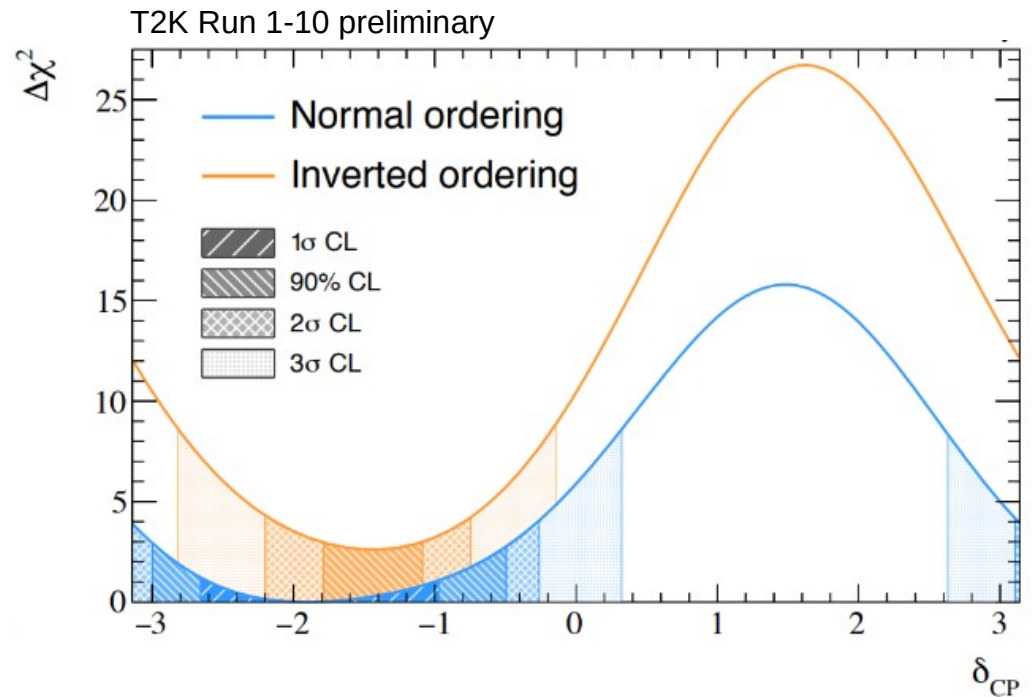 T2K Run 1-10 preliminary
Δχ²
25
20
15
10
5
0
Normal ordering
Inverted ordering
1σ CL
90% CL
2σ CL
3σ CL
−3 −2 −1 0 1 2 3
δ_CP